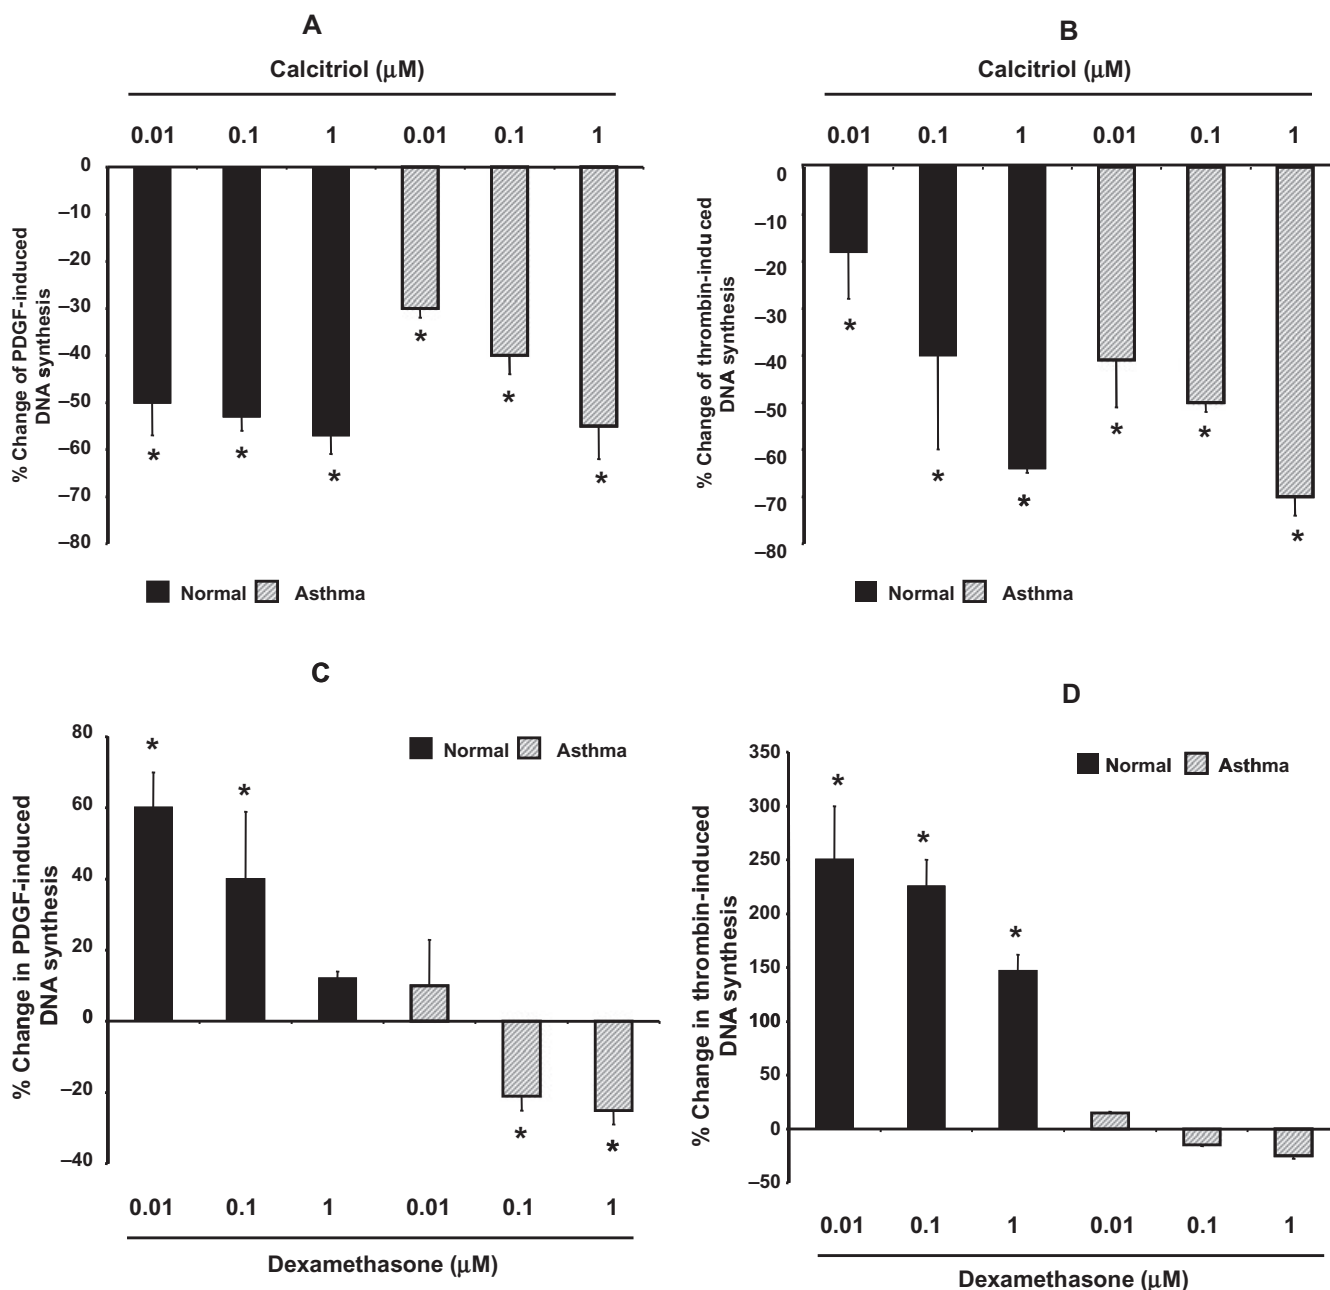 A
Calcitriol (μM)
0.01 0.1 1 0.01 0.1 1
0
–10
–20
–30
–40
–50
–60
–70
–80
% Change of PDGF-induced
DNA synthesis
* * * * * *
Normal Asthma
B
Calcitriol (μM)
0.01 0.1 1 0.01 0.1 1
0
–10
–20
–30
–40
–50
–60
–70
–80
% Change of thrombin-induced
DNA synthesis
* * * * * *
Normal Asthma
C
80
60
40
20
0
–20
–40
% Change in PDGF-induced
DNA synthesis
Normal Asthma
* * * *
0.01 0.1 1 0.01 0.1 1
Dexamethasone (μM)
D
350
300
250
200
150
100
50
0
–50
% Change in thrombin-induced
DNA synthesis
Normal Asthma
* * *
0.01 0.1 1 0.01 0.1 1
Dexamethasone (μM)